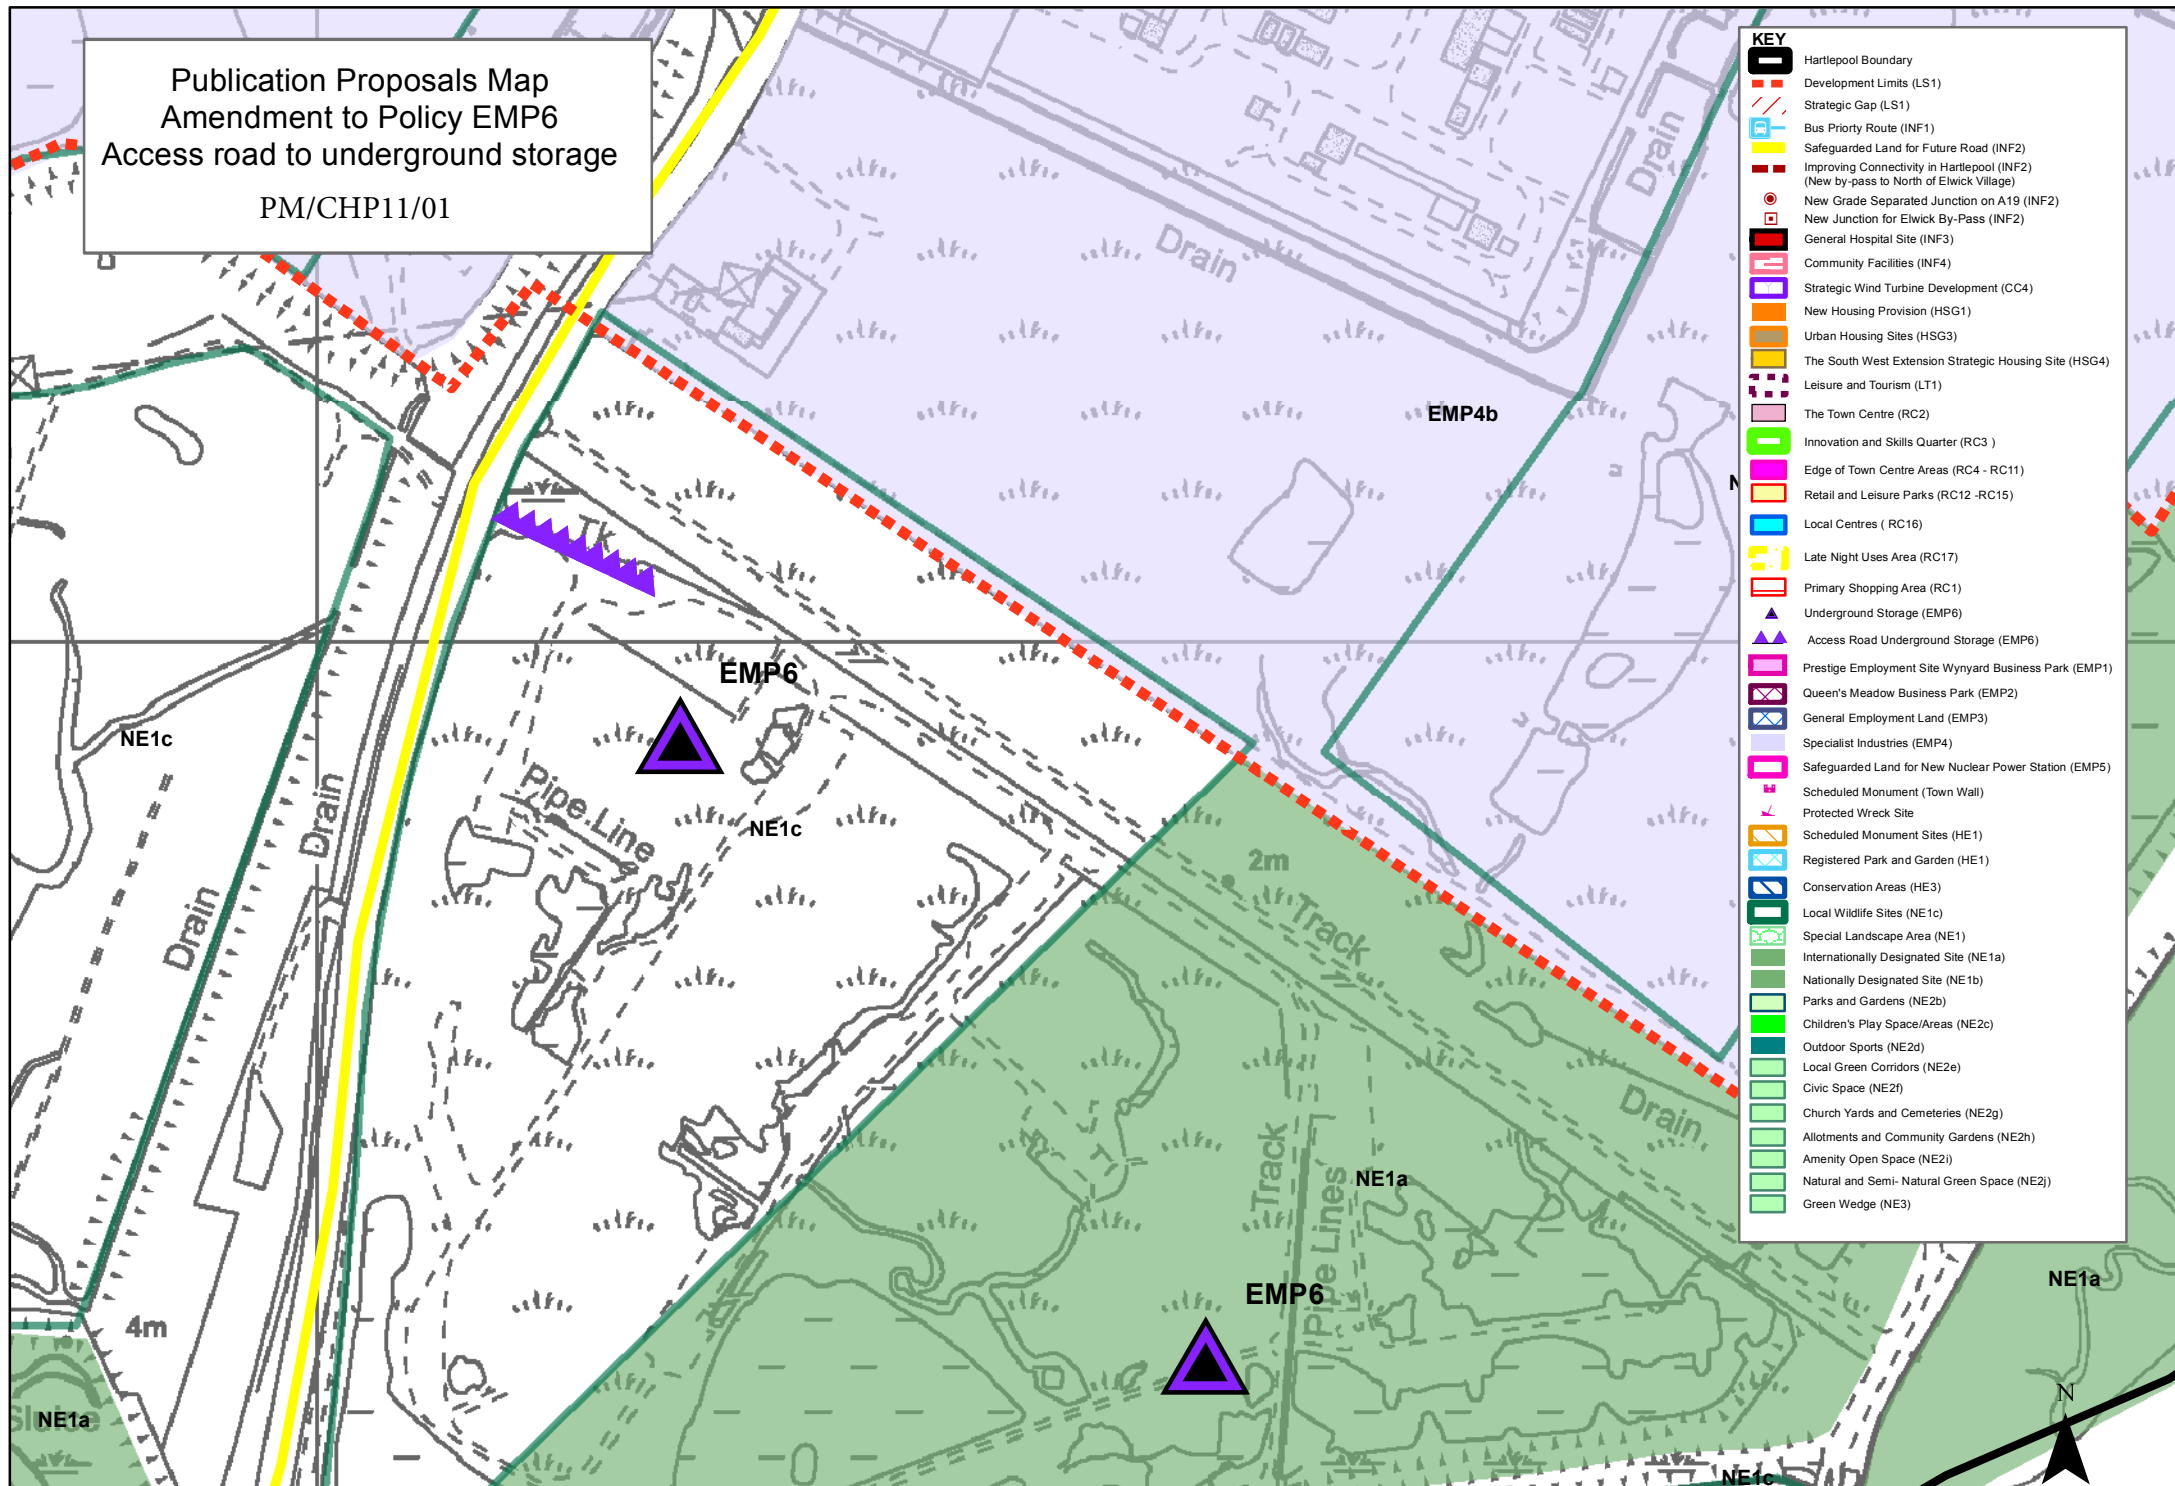 Publication Proposals Map
Amendment to Policy EMP6
Access road to underground storage
PM/CHP11/01
KEY
Hartlepool Boundary
Development Limits (LS1)
Strategic Gap (LS1)
Bus Priorty Route (INF1)
Safeguarded Land for Future Road (INF2)
Improving Connectivity in Hartlepool (INF2)
(New by-pass to North of Elwick Village)
New Grade Separated Junction on A19 (INF2)
New Junction for Elwick By-Pass (INF2)
General Hospital Site (INF3)
Community Facilities (INF4)
Strategic Wind Turbine Development (CC4)
New Housing Provision (HSG1)
Urban Housing Sites (HSG3)
The South West Extension Strategic Housing Site (HSG4)
Leisure and Tourism (LT1)
The Town Centre (RC2)
Innovation and Skills Quarter (RC3 )
Edge of Town Centre Areas (RC4 - RC11)
Retail and Leisure Parks (RC12 -RC15)
Local Centres ( RC16)
Late Night Uses Area (RC17)
Primary Shopping Area (RC1)
Underground Storage (EMP6)
Access Road Underground Storage (EMP6)
Prestige Employment Site Wynyard Business Park (EMP1)
Queen's Meadow Business Park (EMP2)
General Employment Land (EMP3)
Specialist Industries (EMP4)
Safeguarded Land for New Nuclear Power Station (EMP5)
Scheduled Monument (Town Wall)
Protected Wreck Site
Scheduled Monument Sites (HE1)
Registered Park and Garden (HE1)
Conservation Areas (HE3)
Local Wildlife Sites (NE1c)
Special Landscape Area (NE1)
Internationally Designated Site (NE1a)
Nationally Designated Site (NE1b)
Parks and Gardens (NE2b)
Children's Play Space/Areas (NE2c)
Outdoor Sports (NE2d)
Local Green Corridors (NE2e)
Civic Space (NE2f)
Church Yards and Cemeteries (NE2g)
Allotments and Community Gardens (NE2h)
Amenity Open Space (NE2i)
Natural and Semi- Natural Green Space (NE2j)
Green Wedge (NE3)
Drain
Drain
EMP4b
N
Tk
EMP6
NE1c
Pipe Line
Drain
NE1c
2m
Drain
Track
Drain
Track
Pipe Lines
NE1a
EMP6
NE1a
4m
NE1a
N
NE1c